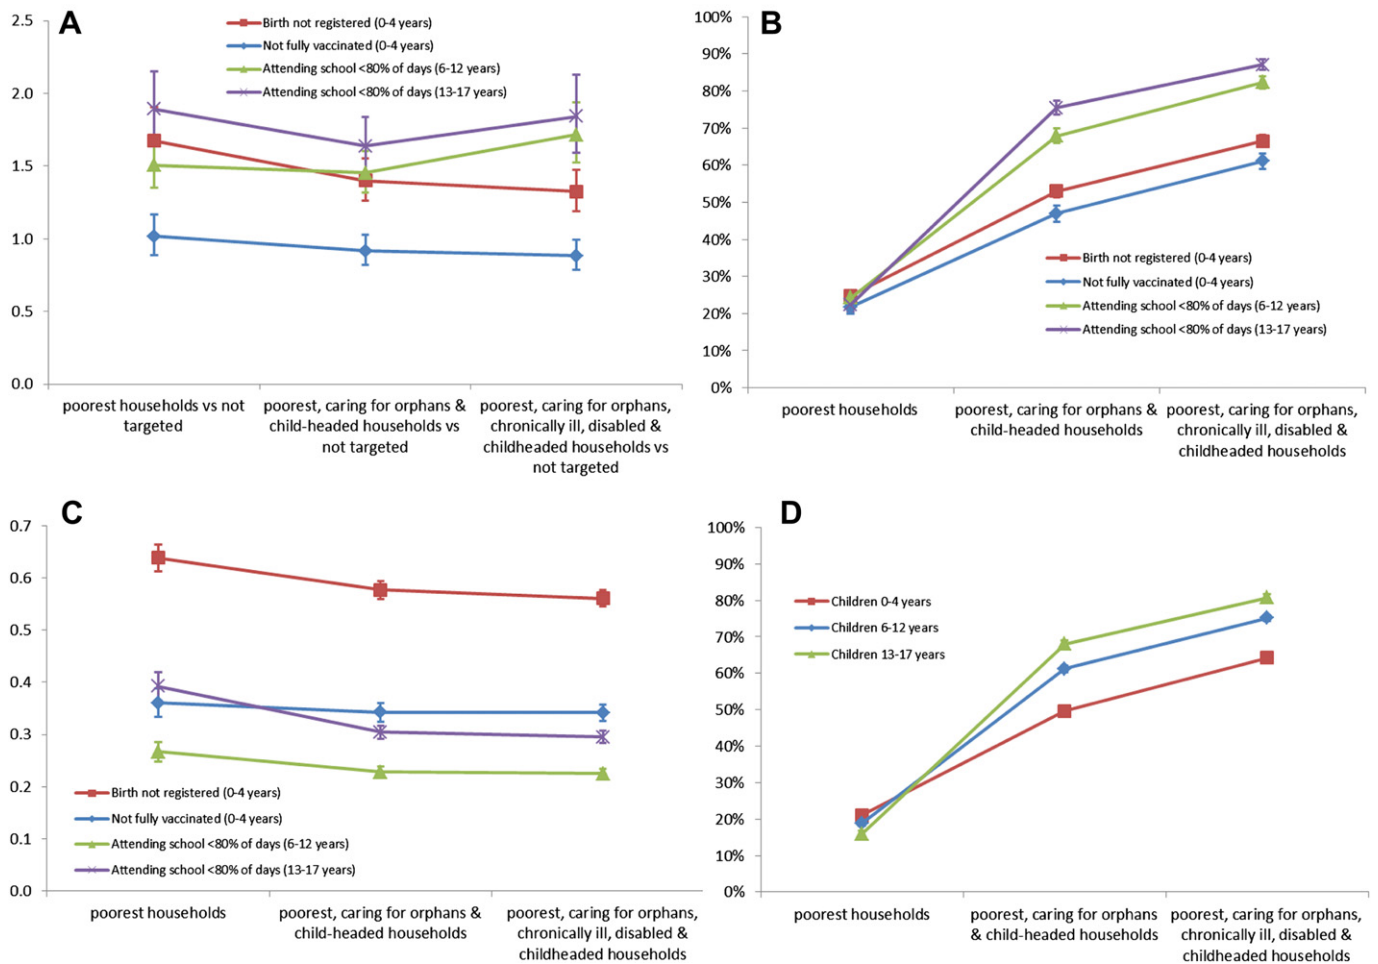 A
2.5
2.0
1.5
1.0
0.5
0.0
Birth not registered (0-4 years)
Not fully vaccinated (0-4 years)
Attending school <80% of days (6-12 years)
Attending school <80% of days (13-17 years)
poorest households vs not
targeted
poorest, caring for orphans &
child-headed households vs
not targeted
poorest, caring for orphans,
chronically ill, disabled &
childheaded households vs
not targeted
B
100%
90%
80%
70%
60%
50%
40%
30%
20%
10%
0%
Birth not registered (0-4 years)
Not fully vaccinated (0-4 years)
Attending school <80% of days (6-12 years)
Attending school <80% of days (13-17 years)
poorest households
poorest, caring for orphans &
child-headed households
poorest, caring for orphans,
chronically ill, disabled &
childheaded households
C
0.7
0.6
0.5
0.4
0.3
0.2
0.1
0.0
Birth not registered (0-4 years)
Not fully vaccinated (0-4 years)
Attending school <80% of days (6-12 years)
Attending school <80% of days (13-17 years)
poorest households
poorest, caring for orphans &
child-headed households
poorest, caring for orphans,
chronically ill, disabled &
childheaded households
D
100%
90%
80%
70%
60%
50%
40%
30%
20%
10%
0%
Children 0-4 years
Children 6-12 years
Children 13-17 years
poorest households
poorest, caring for orphans
& child-headed households
poorest, caring for orphans,
chronically ill, disabled &
childheaded households